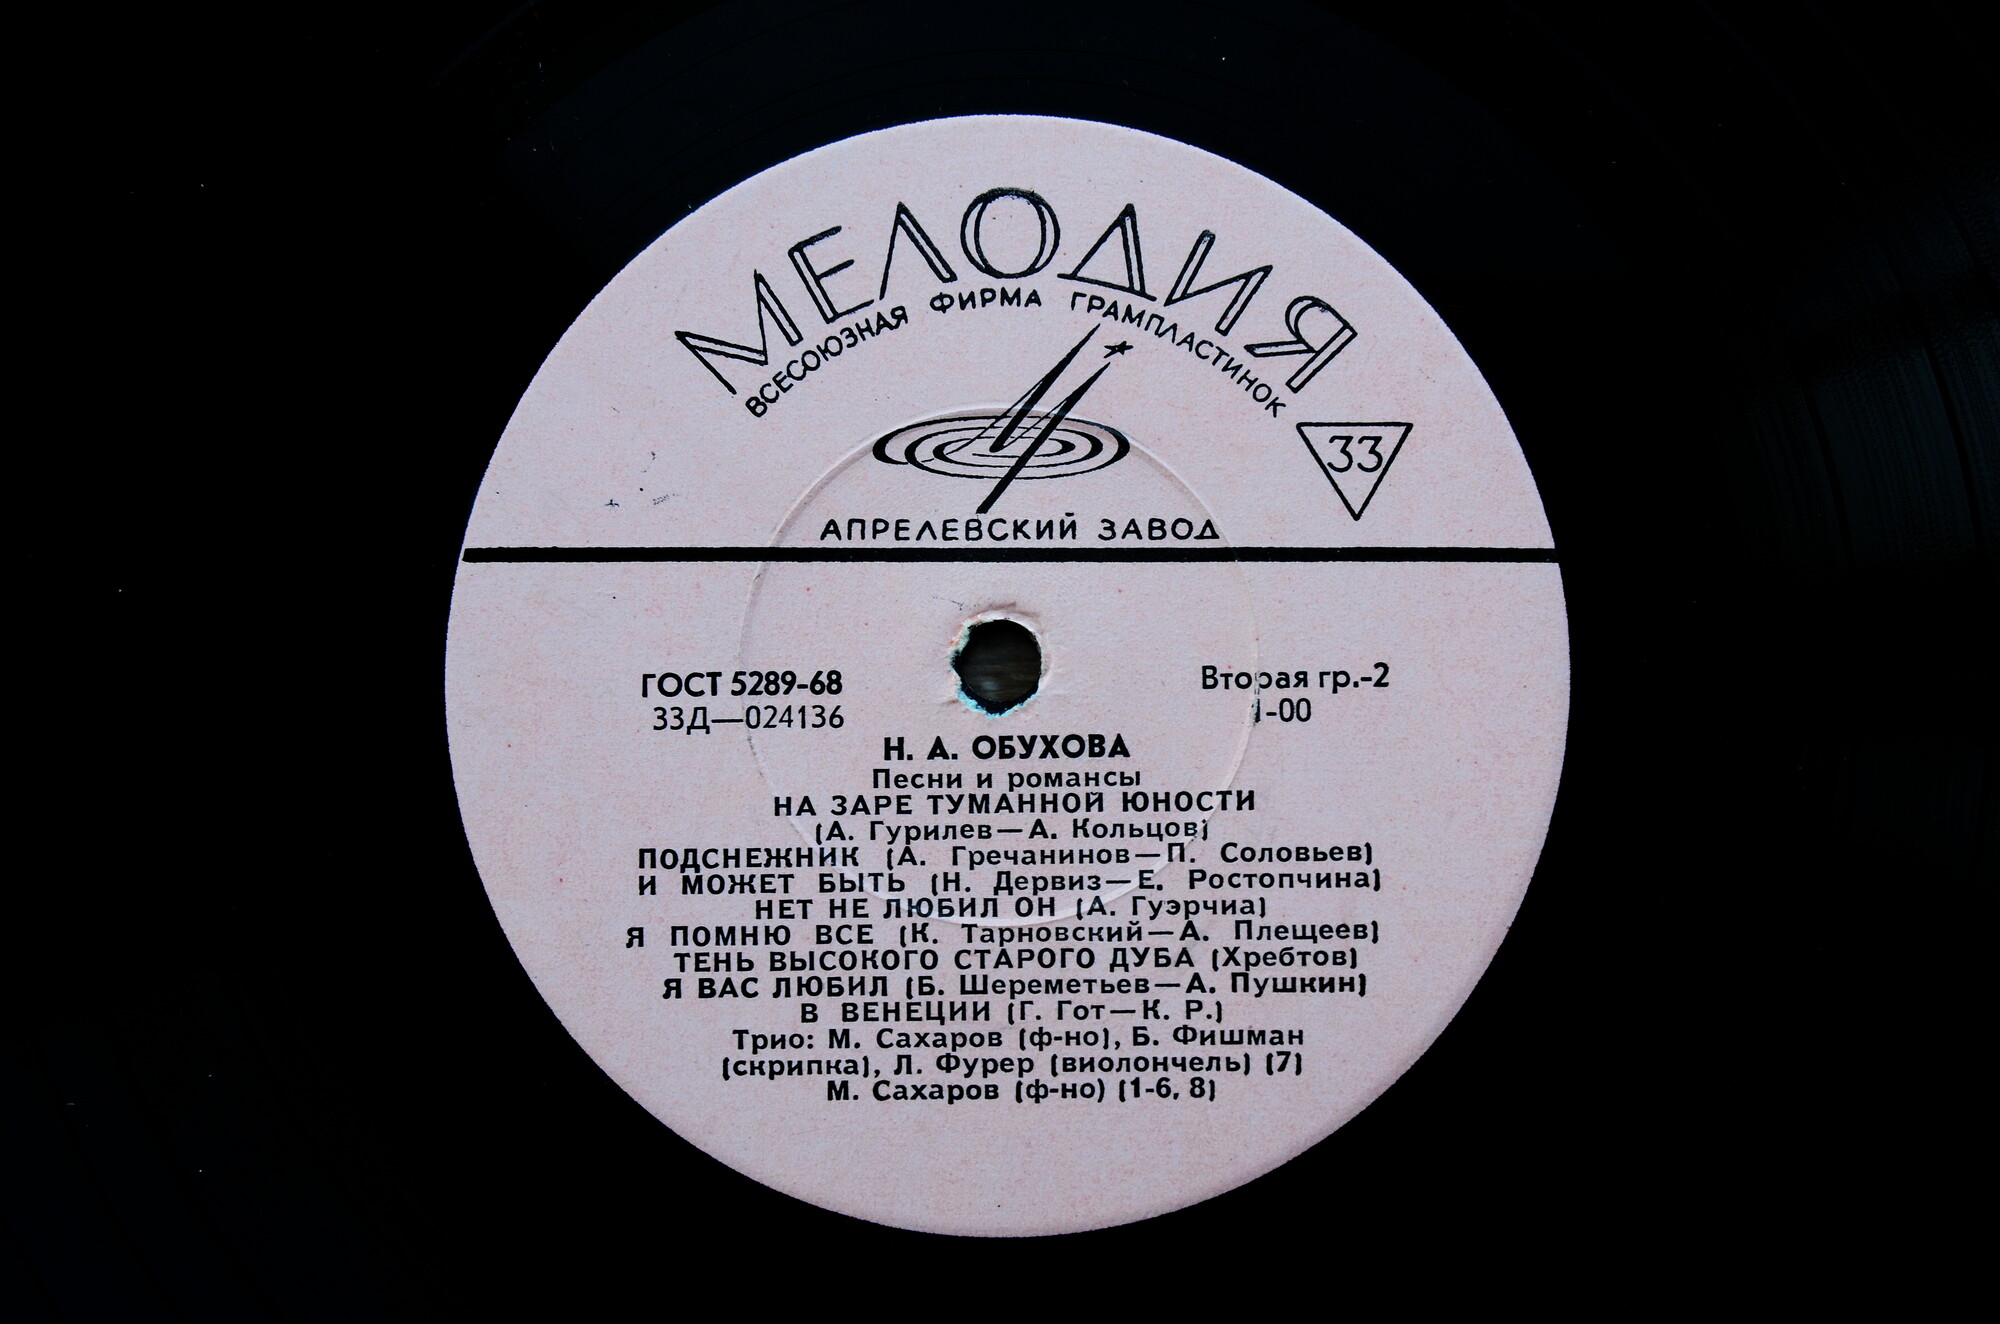 МЕЛОДИЯ
ВСЕСОЮЗНАЯ ФИРМА ГРАМПЛАСТИНОК
33
АПРЕЛЕВСКИЙ ЗАВОД
ГОСТ 5289-68
Вторая гр.-2
33Д—024136
1-00
Н. А. ОБУХОВА
Песни и романсы
НА ЗАРЕ ТУМАННОЙ ЮНОСТИ
(А. Гурилев—А. Кольцов)
ПОДСНЕЖНИК (А. Гречанинов—П. Соловьев)
И МОЖЕТ БЫТЬ (Н. Дервиз—Е. Ростопчина)
НЕТ НЕ ЛЮБИЛ ОН (А. Гуэрчиа)
Я ПОМНЮ ВСЕ (К. Тарновский—А. Плещеев)
ТЕНЬ ВЫСОКОГО СТАРОГО ДУБА (Хребтов)
Я ВАС ЛЮБИЛ (Б. Шереметьев—А. Пушкин)
В ВЕНЕЦИИ (Г. Гот—К. Р.)
Трио: М. Сахаров (ф-но), Б. Фишман
(скрипка), Л. Фурер (виолончель) (7)
М. Сахаров (ф-но) (1-6, 8)